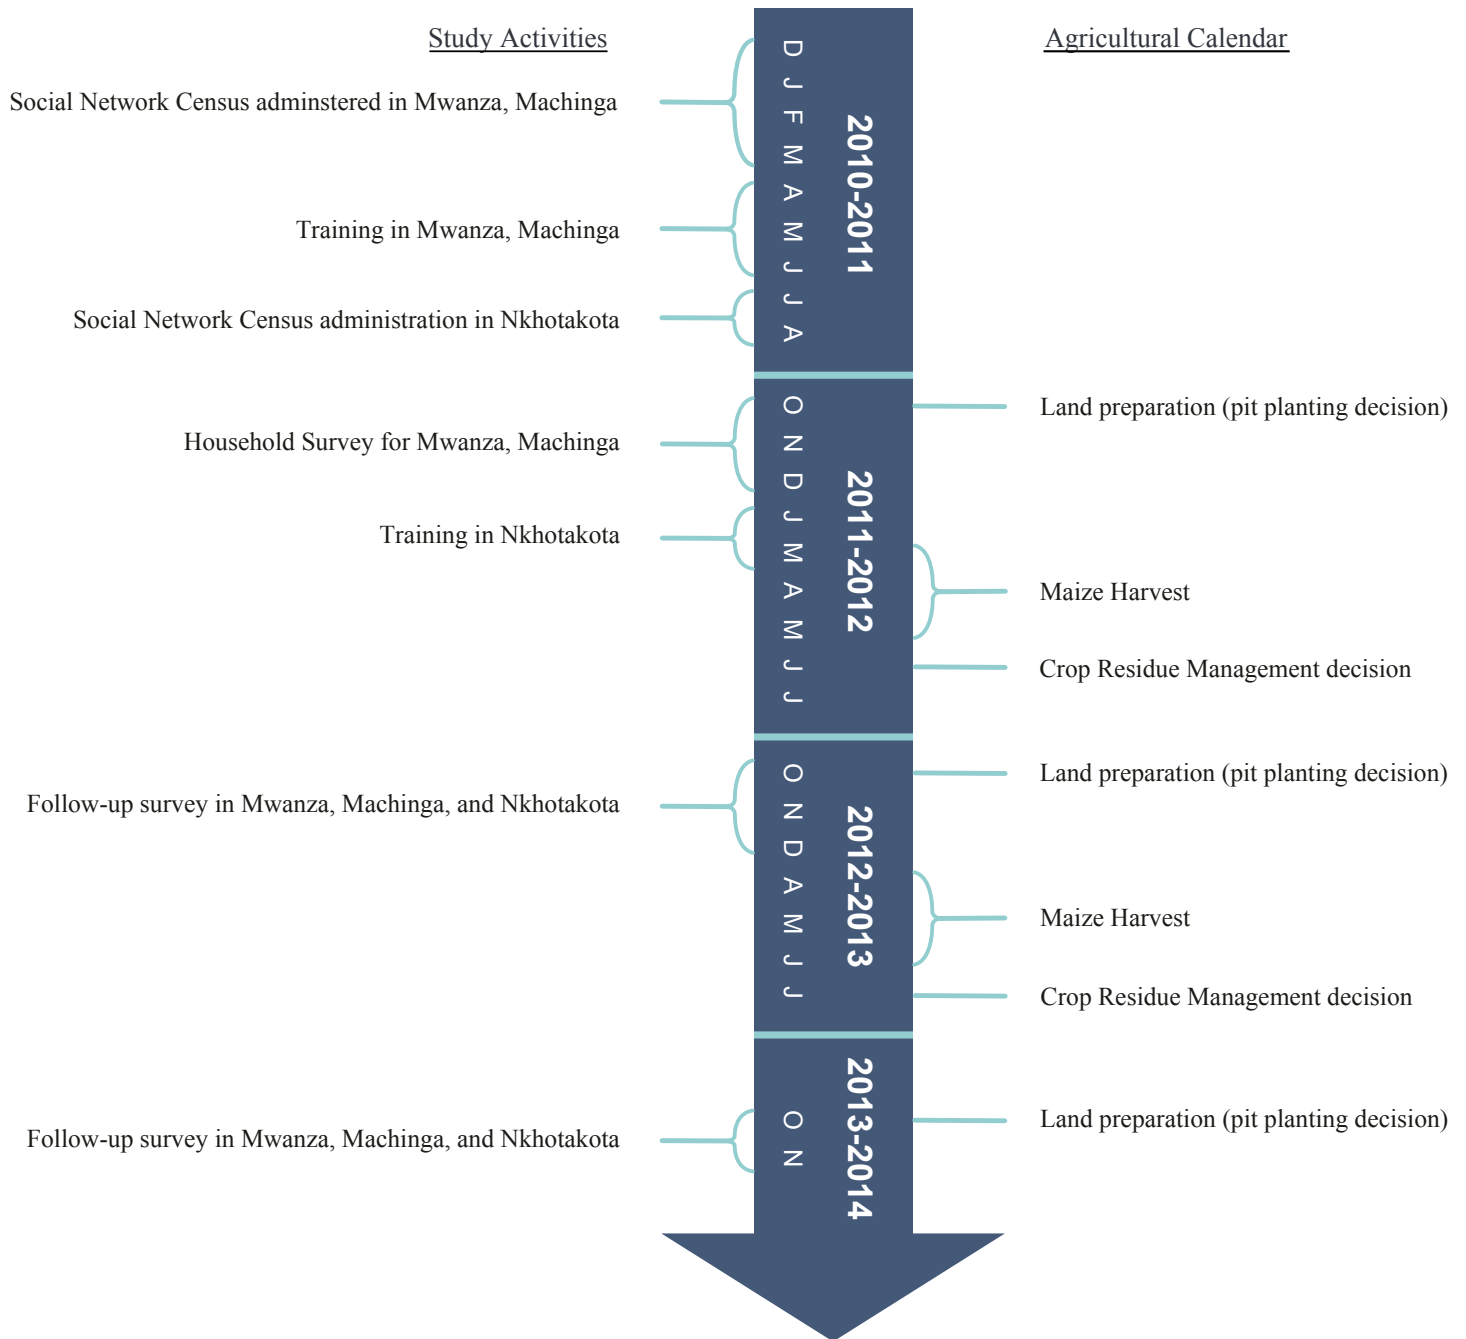 Study Activities
Agricultural Calendar
2010-2011
D
J
F
M
A
M
J
J
A
Social Network Census adminstered in Mwanza, Machinga
Training in Mwanza, Machinga
Social Network Census administration in Nkhotakota
2011-2012
O
N
D
J
M
A
M
J
J
Land preparation (pit planting decision)
Household Survey for Mwanza, Machinga
Training in Nkhotakota
Maize Harvest
Crop Residue Management decision
2012-2013
O
N
D
A
M
J
J
Land preparation (pit planting decision)
Follow-up survey in Mwanza, Machinga, and Nkhotakota
Maize Harvest
Crop Residue Management decision
2013-2014
O
N
Land preparation (pit planting decision)
Follow-up survey in Mwanza, Machinga, and Nkhotakota